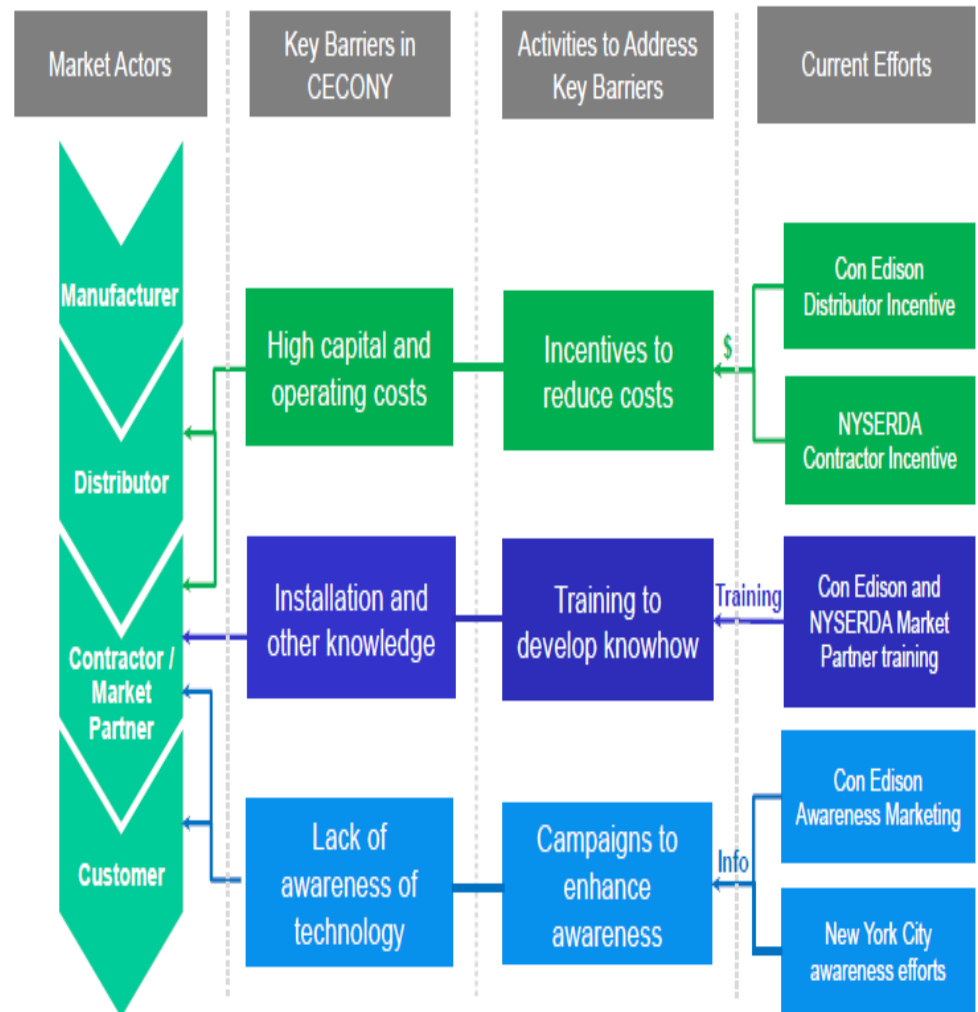 Market Actors
Key Barriers in
CECONY
Activities to Address
Key Barriers
Current Efforts
Manufacturer
Distributor
Contractor /
Market
Partner
Customer
High capital and
operating costs
Incentives to
reduce costs
$
Con Edison
Distributor Incentive
NYSERDA
Contractor Incentive
Installation and
other knowledge
Training to
develop knowhow
Training
Con Edison and
NYSERDA Market
Partner training
Lack of
awareness of
technology
Campaigns to
enhance
awareness
Info
Con Edison
Awareness Marketing
New York City
awareness efforts